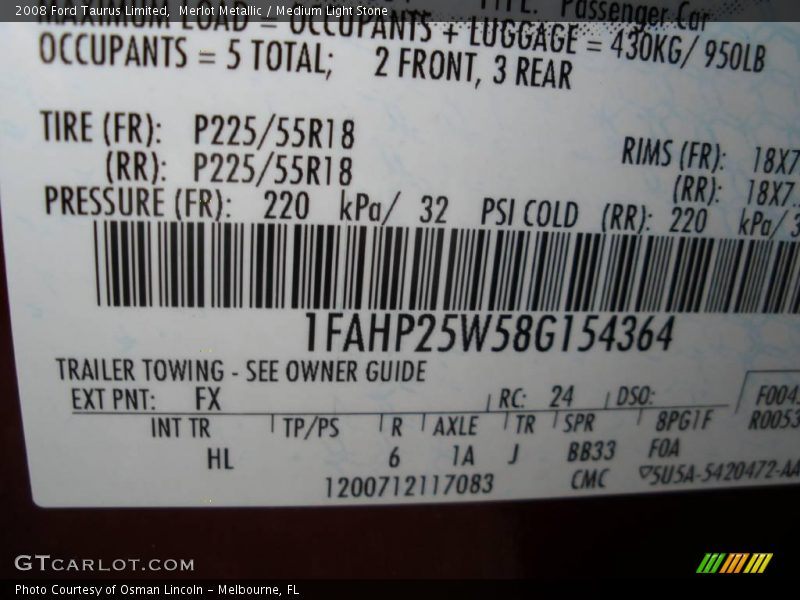 2008 Ford Taurus Limited, Merlot Metallic / Medium Light Stone
TYPE: Passenger Car
MAXIMUM LOAD = OCCUPANTS + LUGGAGE = 430KG/ 950LB
OCCUPANTS = 5 TOTAL; 2 FRONT, 3 REAR
TIRE (FR): P225/55R18 RIMS (FR): 18X7
(RR): P225/55R18 (RR): 18X7.
PRESSURE (FR): 220 kPa/ 32 PSI COLD (RR): 220 kPa/ 3
1FAHP25W58G154364
TRAILER TOWING - SEE OWNER GUIDE
EXT PNT: FX RC: 24 DSO: F004
INT TR TP/PS R AXLE TR SPR 8PG1F R0053
HL 6 1A J BB33 F0A
1200712117083 CMC 5U5A-5420472-AA
GTCARLOT.COM
Photo Courtesy of Osman Lincoln - Melbourne, FL